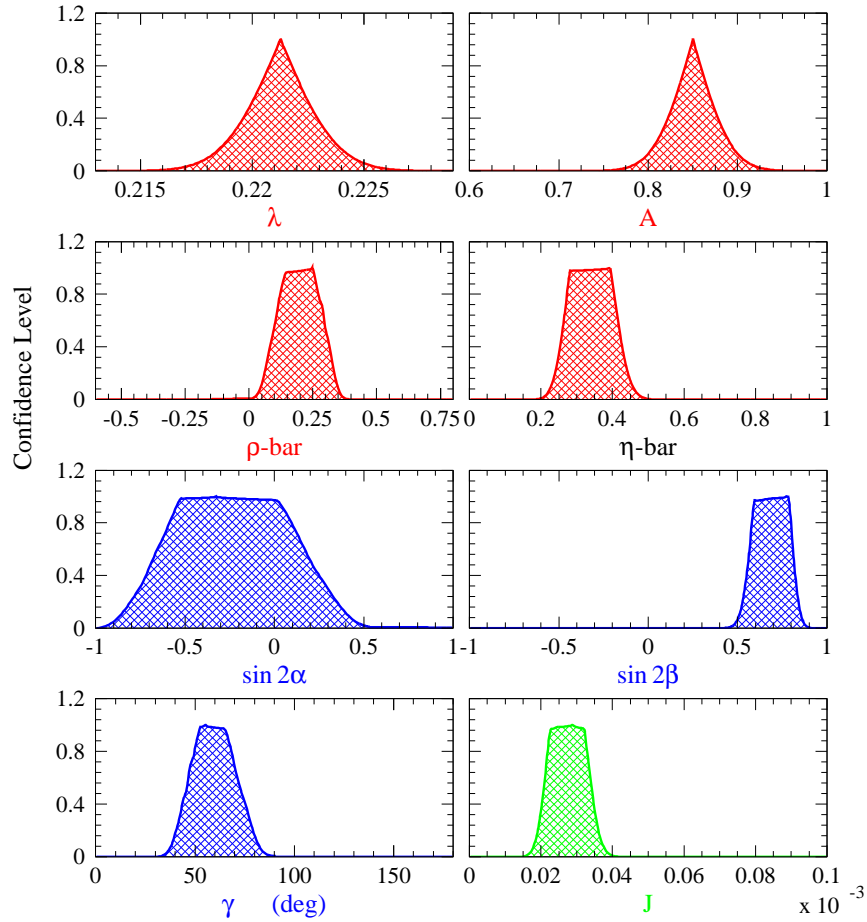 Confidence Level
0 0.4 0.8 1.2
0.215 0.22 0.225
λ
0.6 0.7 0.8 0.9 1
A
0 0.4 0.8 1.2
-0.5 -0.25 0 0.25 0.5 0.75
ρ-bar
0 0.2 0.4 0.6 0.8 1
η-bar
0 0.4 0.8 1.2
-1 -0.5 0 0.5 1
sin 2α
-1 -0.5 0 0.5 1
sin 2β
0 0.4 0.8 1.2
0 50 100 150
γ (deg)
0 0.02 0.04 0.06 0.08 0.1
J
x 10 -3